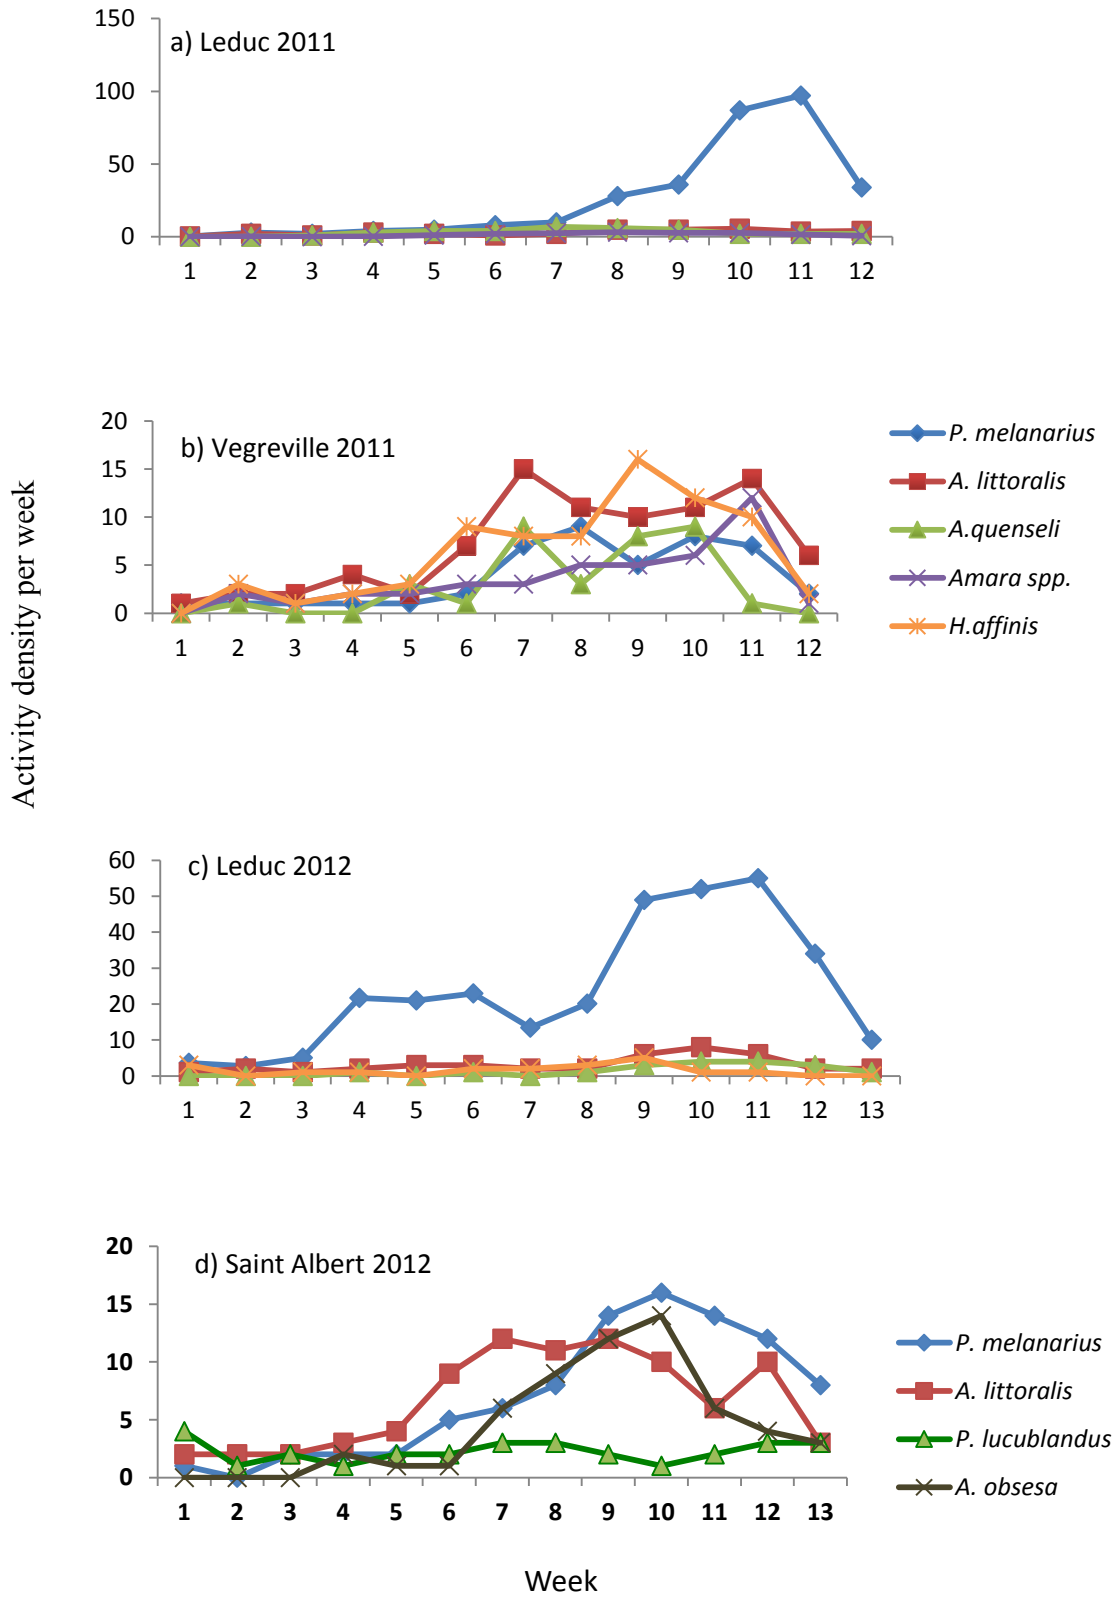 Activity density per week
a) Leduc 2011
150
100
50
0
1 2 3 4 5 6 7 8 9 10 11 12
b) Vegreville 2011
20
15
10
5
0
1 2 3 4 5 6 7 8 9 10 11 12
P. melanarius
A. littoralis
A.quenseli
Amara spp.
H.affinis
c) Leduc 2012
60
50
40
30
20
10
0
1 2 3 4 5 6 7 8 9 10 11 12 13
d) Saint Albert 2012
20
15
10
5
0
1 2 3 4 5 6 7 8 9 10 11 12 13
P. melanarius
A. littoralis
P. lucublandus
A. obsesa
Week